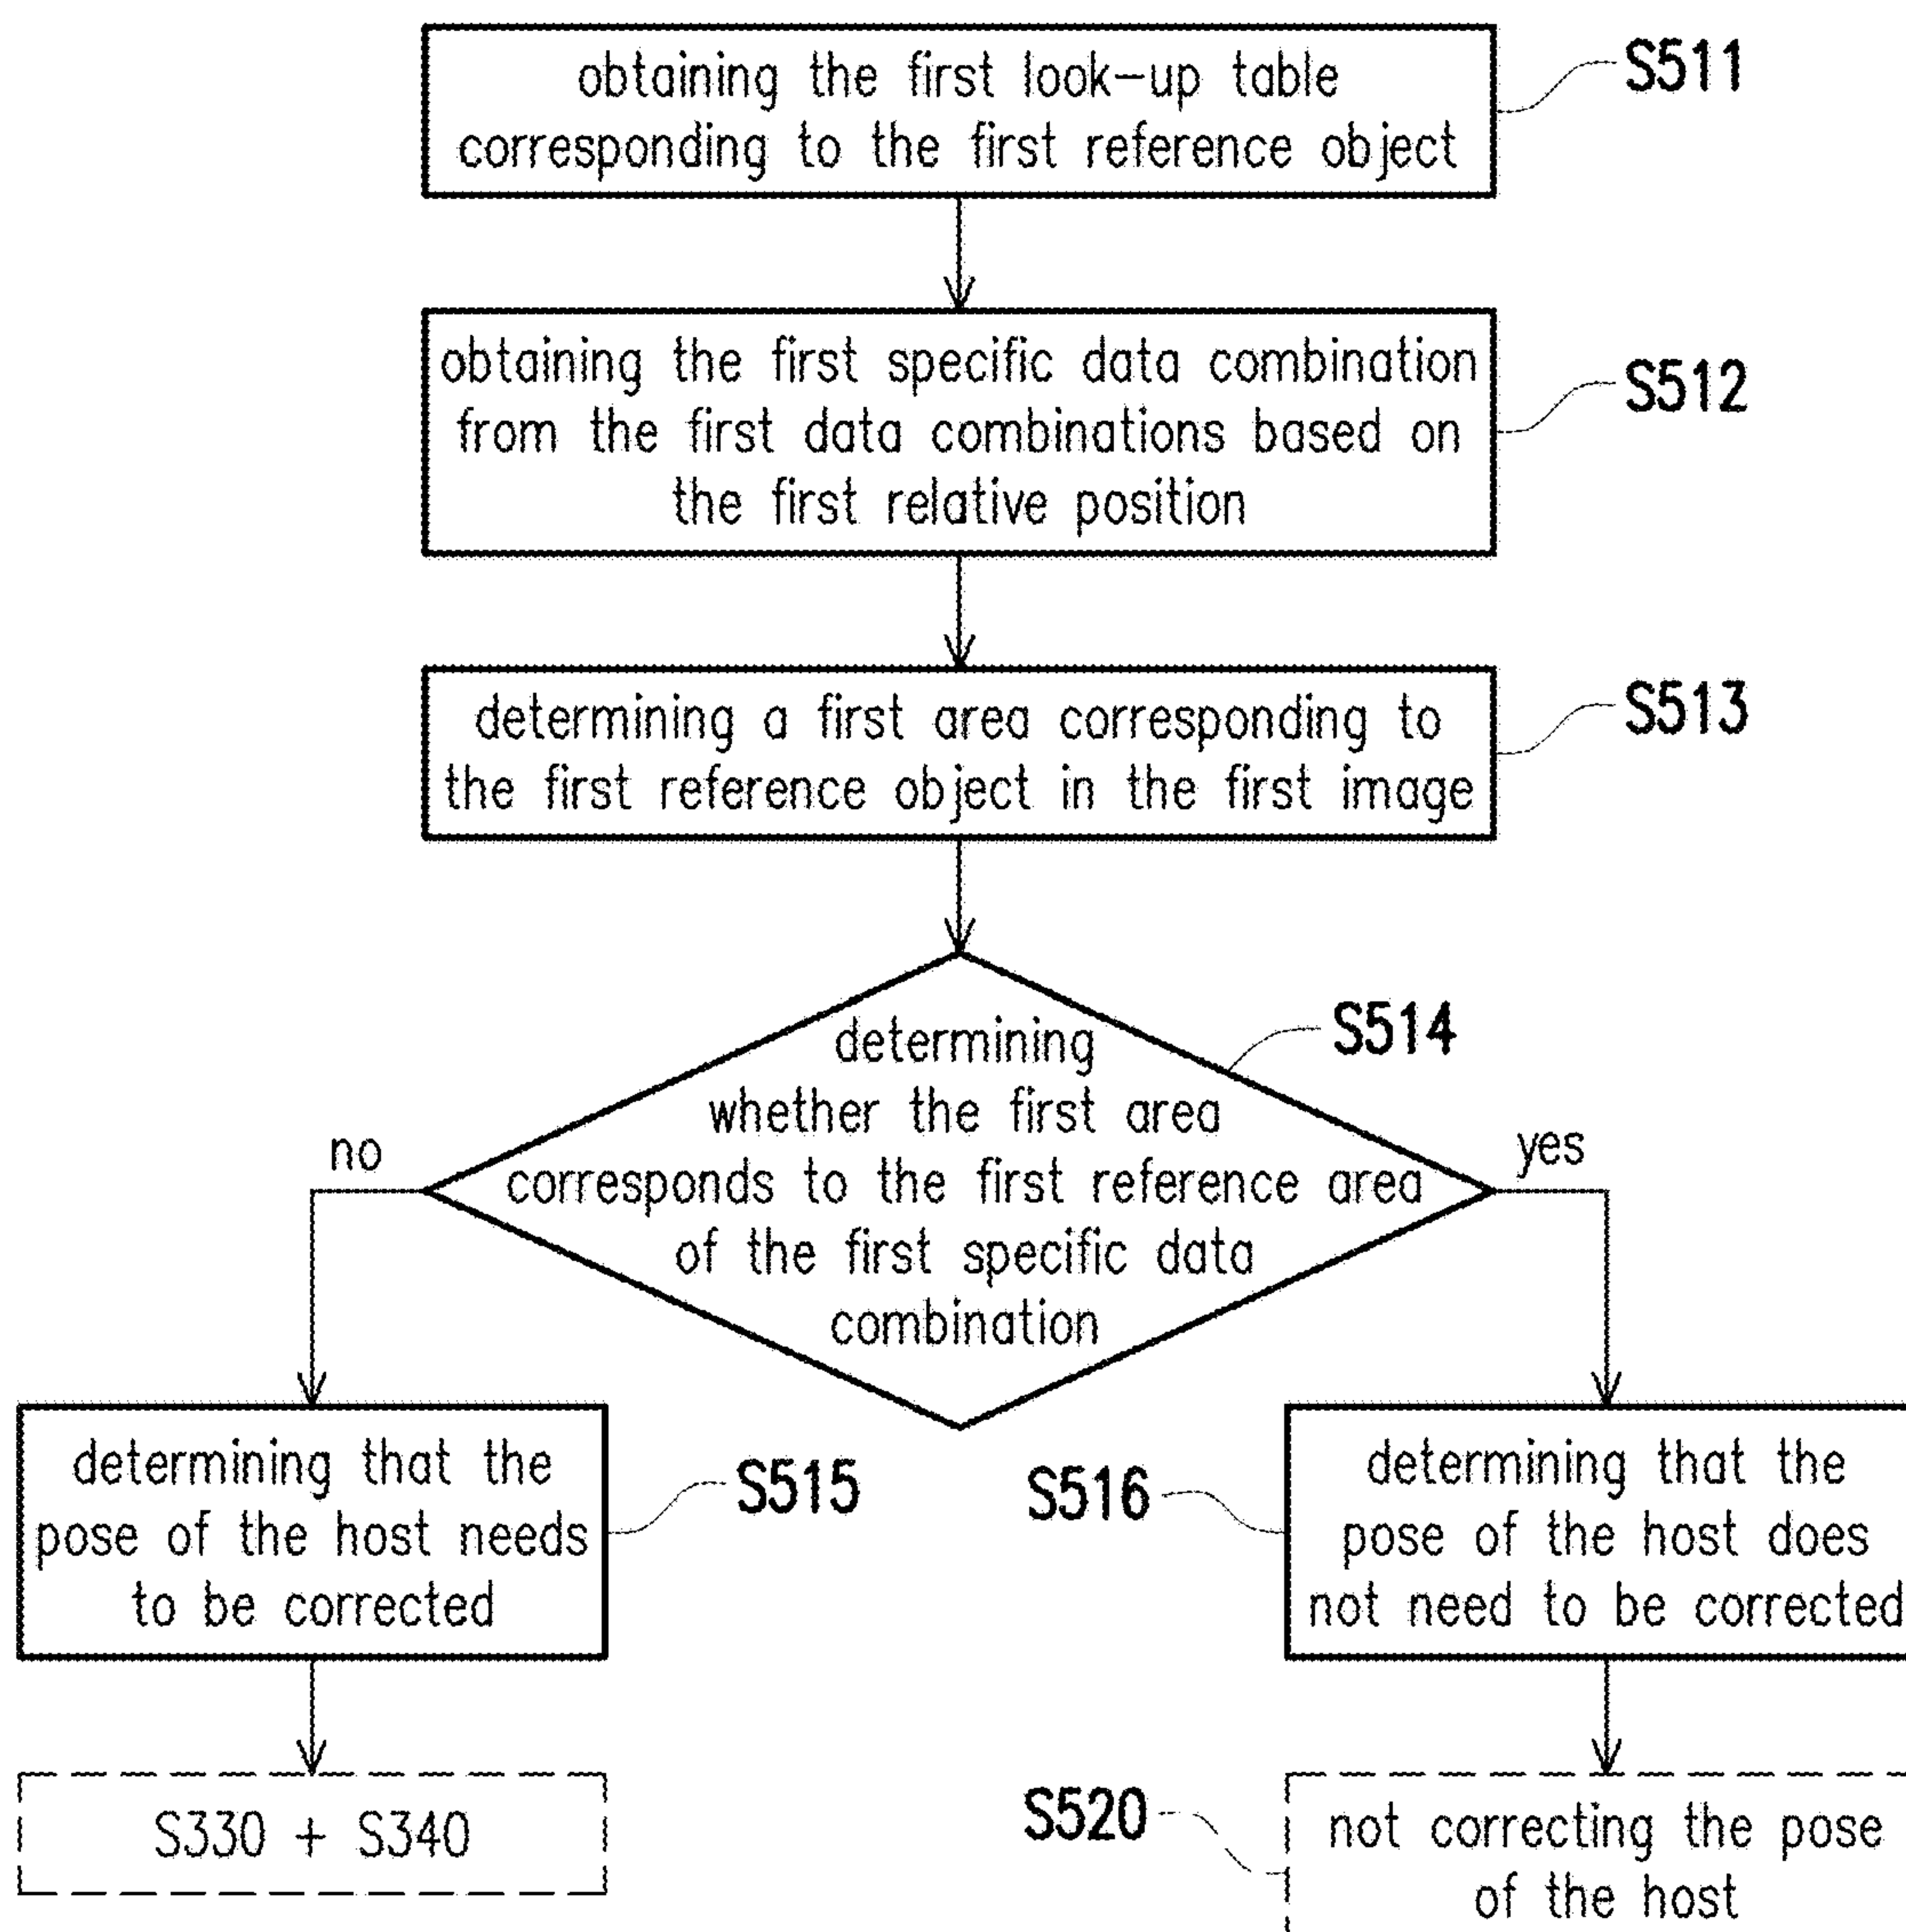 obtaining the first look-up table
corresponding to the first reference object
S511
obtaining the first specific data combination
from the first data combinations based on
the first relative position
S512
determining a first area corresponding to
the first reference object in the first image
S513
determining
whether the first area
corresponds to the first reference area
of the first specific data
combination
S514
no
yes
determining that the
pose of the host needs
to be corrected
S515
S516
determining that the
pose of the host does
not need to be corrected
S330 + S340
S520
not correcting the pose
of the host